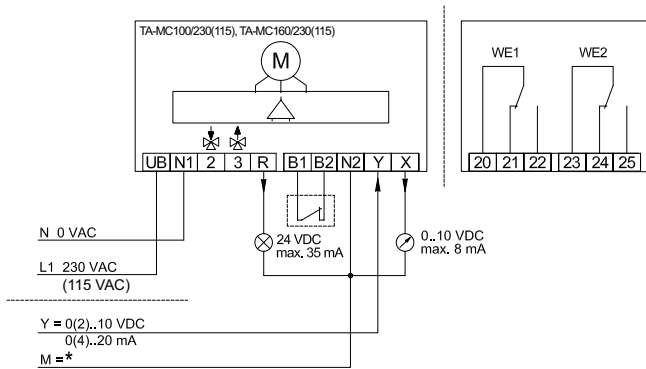 TA-MC100/230(115), TA-MC160/230(115)
M
UB N1 2 3 R B1 B2 N2 Y X
WE1 WE2
20 21 22 23 24 25
24 VDC
max. 35 mA
0..10 VDC
max. 8 mA
N 0 VAC
L1 230 VAC
(115 VAC)
Y = 0(2)..10 VDC
0(4)..20 mA
M = *